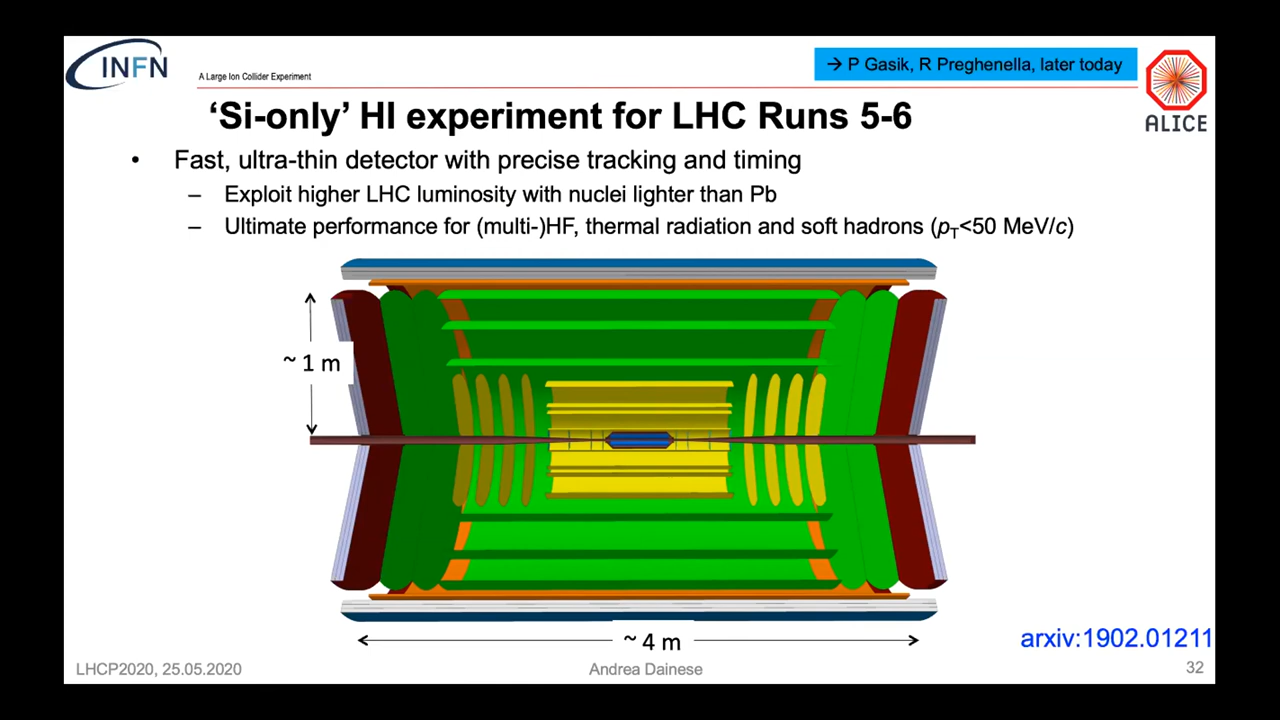 INFN
A Large Ion Collider Experiment
→ P Gasik, R Preghenella, later today
ALICE
‘Si-only’ HI experiment for LHC Runs 5-6
• Fast, ultra-thin detector with precise tracking and timing
– Exploit higher LHC luminosity with nuclei lighter than Pb
– Ultimate performance for (multi-)HF, thermal radiation and soft hadrons (pT<50 MeV/c)
~ 1 m
~ 4 m
arxiv:1902.01211
LHCP2020, 25.05.2020
Andrea Dainese
32